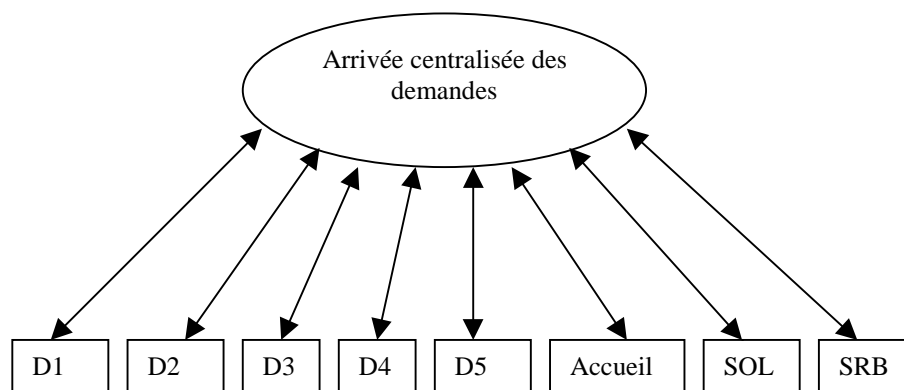 Arrivée centralisée des
demandes
D1 D2 D3 D4 D5 Accueil SOL SRB